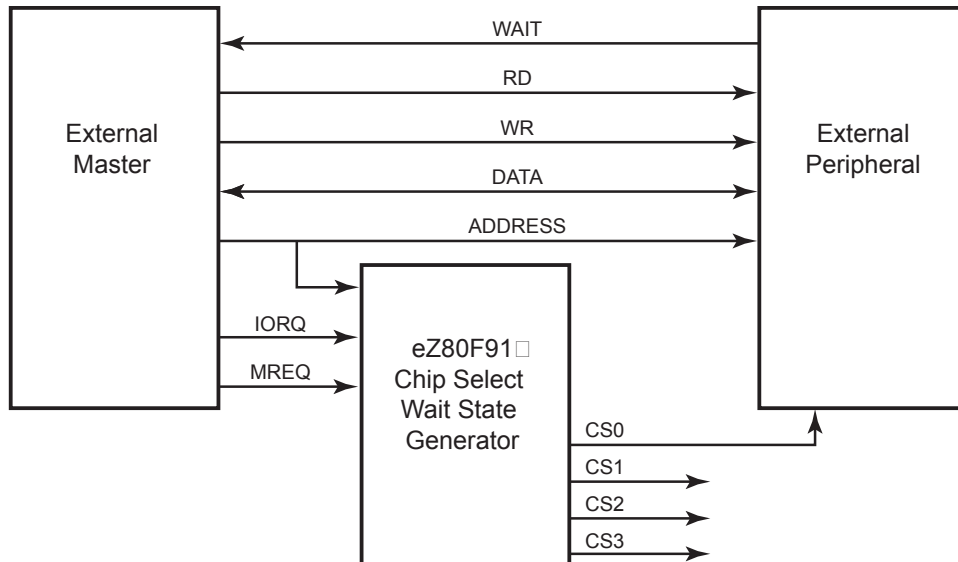 WAIT
RD
External
Master
WR
External
Peripheral
DATA
ADDRESS
IORQ
MREQ
eZ80F91□
Chip Select
Wait State
Generator
CS0
CS1
CS2
CS3